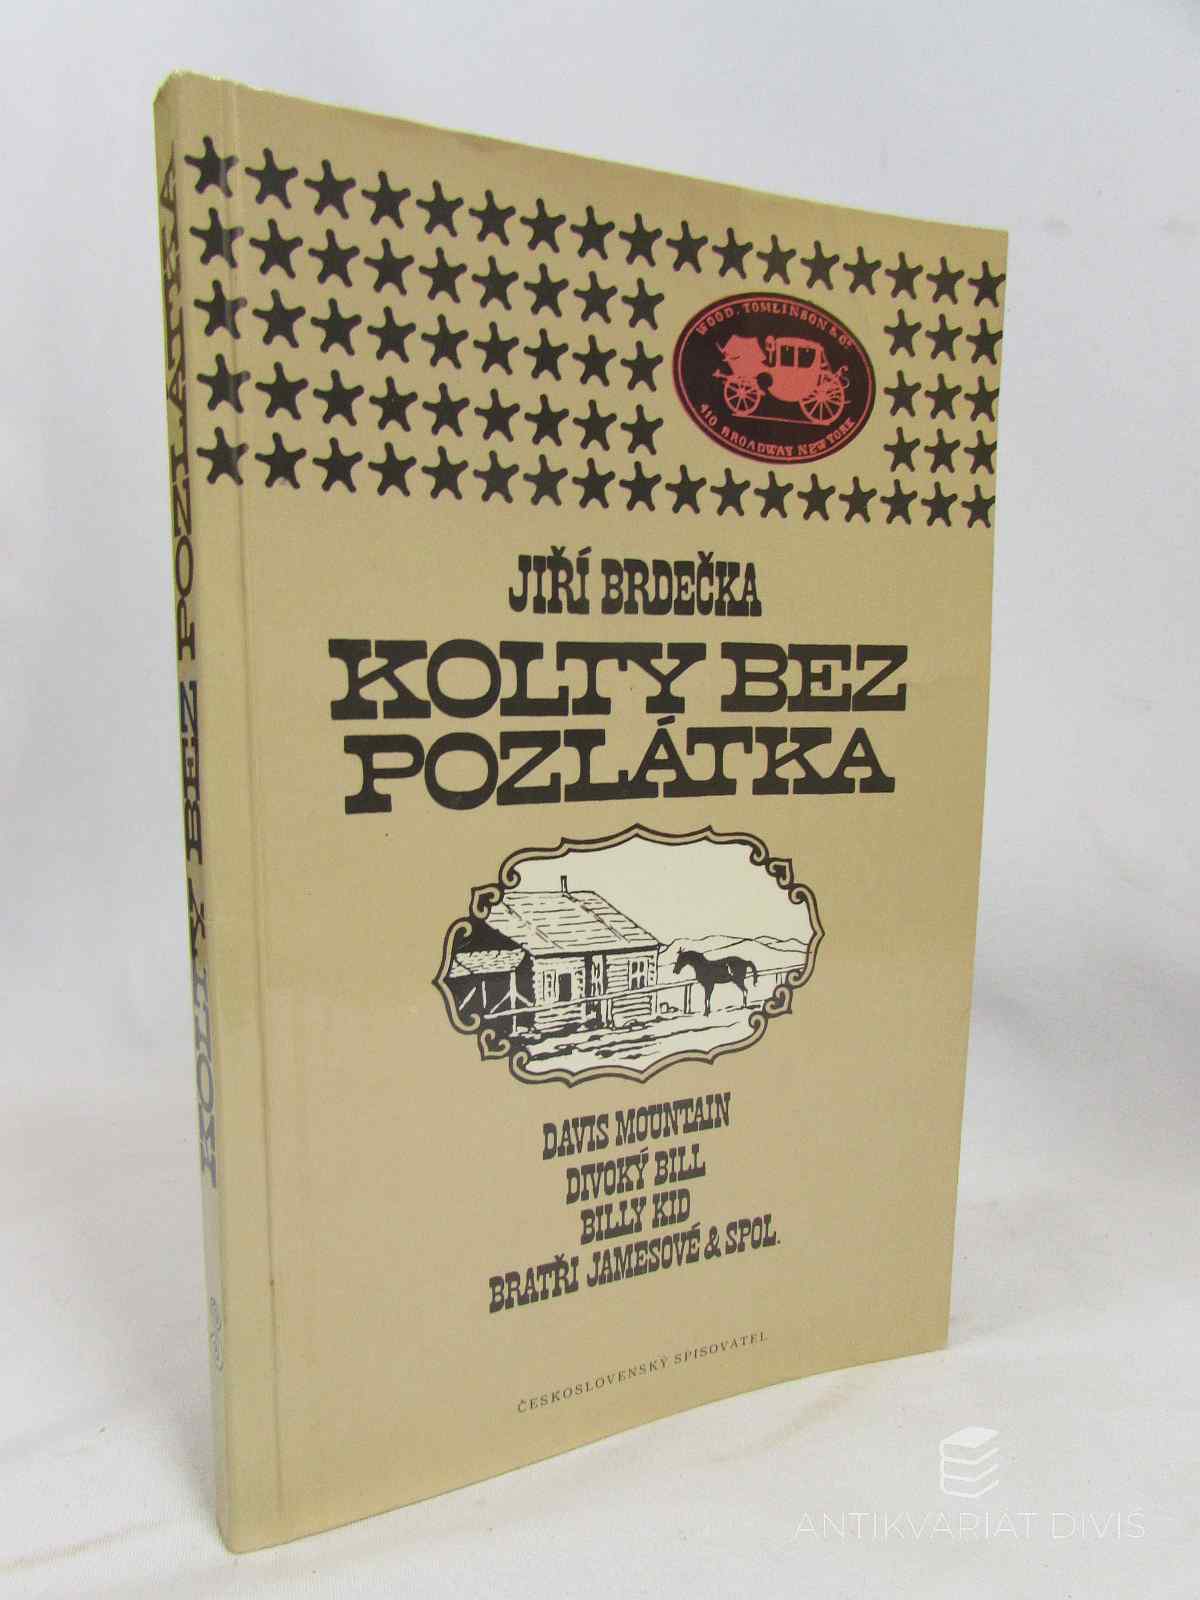 KOLTY BEZ POZLÁTKA
WOOD. TOMLINSON & Co.
410 BROADWAY NEW YORK
JIŘÍ BRDEČKA
KOLTY BEZ
POZLÁTKA
DAVIS MOUNTAIN
DIVOKÝ BILL
BILLY KID
BRATŘI JAMESOVÉ & SPOL.
ČESKOSLOVENSKÝ SPISOVATEL
ANTIKVARIAT DIVIŠ